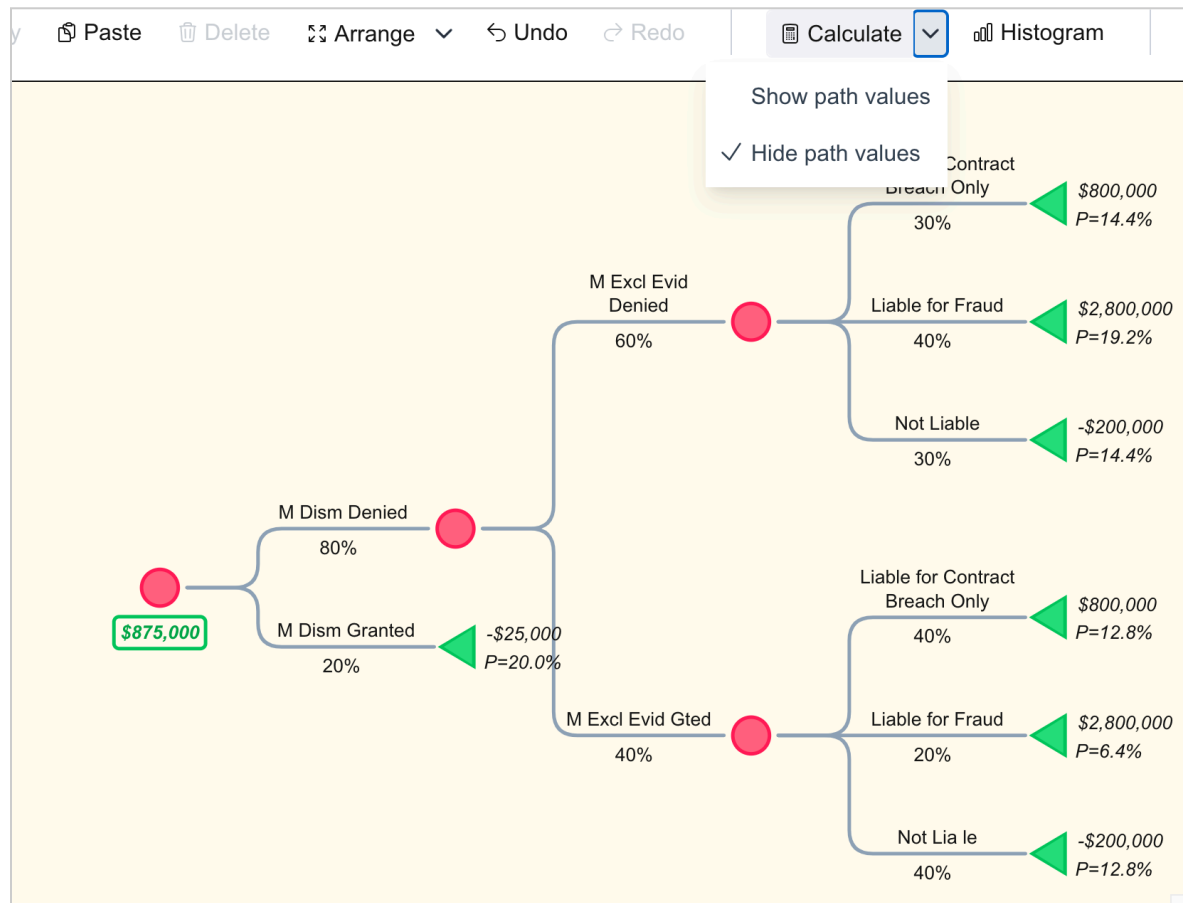 y Paste Delete Arrange Undo Redo Calculate Histogram
Show path values
Hide path values
Contract
Breach Only
30%
$800,000
P=14.4%
M Excl Evid
Denied
60%
Liable for Fraud
40%
$2,800,000
P=19.2%
Not Liable
30%
-$200,000
P=14.4%
M Dism Denied
80%
$875,000
M Dism Granted
20%
-$25,000
P=20.0%
Liable for Contract
Breach Only
40%
$800,000
P=12.8%
M Excl Evid Gted
40%
Liable for Fraud
20%
$2,800,000
P=6.4%
Not Lia le
40%
-$200,000
P=12.8%